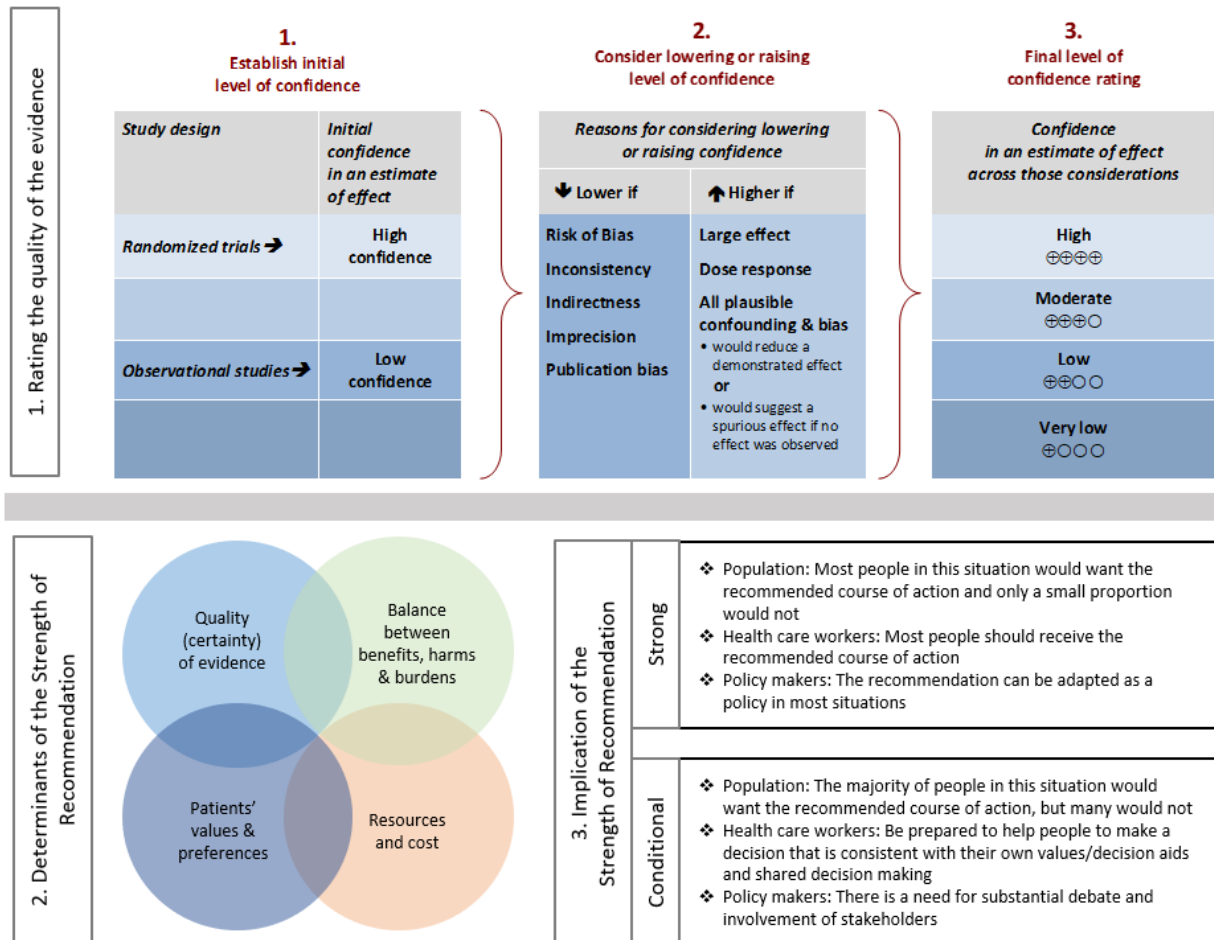 1. Rating the quality of the evidence
1.
Establish initial
level of confidence
Study design
Initial
confidence
in an estimate
of effect
Randomized trials ➔
High
confidence
Observational studies ➔
Low
confidence
2.
Consider lowering or raising
level of confidence
Reasons for considering lowering
or raising confidence
🡇 Lower if
🡅 Higher if
Risk of Bias
Inconsistency
Indirectness
Imprecision
Publication bias
Large effect
Dose response
All plausible
confounding & bias
• would reduce a
demonstrated effect
or
• would suggest a
spurious effect if no
effect was observed
3.
Final level of
confidence rating
Confidence
in an estimate of effect
across those considerations
High
⊕⊕⊕⊕
Moderate
⊕⊕⊕○
Low
⊕⊕○○
Very low
⊕○○○
2. Determinants of the Strength of
Recommendation
Quality
(certainty)
of evidence
Balance
between
benefits, harms
& burdens
Patients’
values &
preferences
Resources
and cost
3. Implication of the
Strength of Recommendation
Strong
❖ Population: Most people in this situation would want the
recommended course of action and only a small proportion
would not
❖ Health care workers: Most people should receive the
recommended course of action
❖ Policy makers: The recommendation can be adapted as a
policy in most situations
Conditional
❖ Population: The majority of people in this situation would
want the recommended course of action, but many would not
❖ Health care workers: Be prepared to help people to make a
decision that is consistent with their own values/decision aids
and shared decision making
❖ Policy makers: There is a need for substantial debate and
involvement of stakeholders